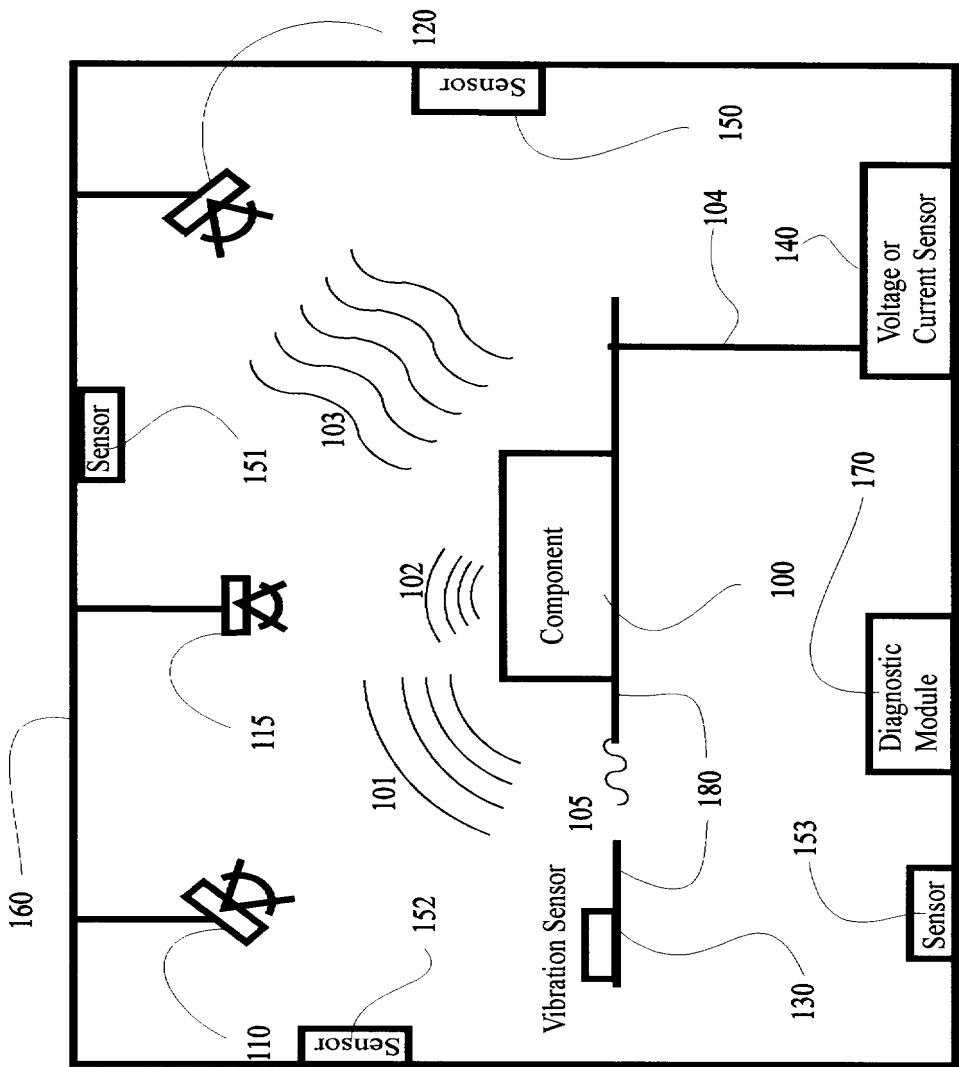 120
Sensor
150
104
140
Voltage or
Current Sensor
Sensor
151
103
170
102
Component
100
Diagnostic
Module
115
101
105
180
153
160
152
Vibration Sensor
130
Sensor
110
Sensor